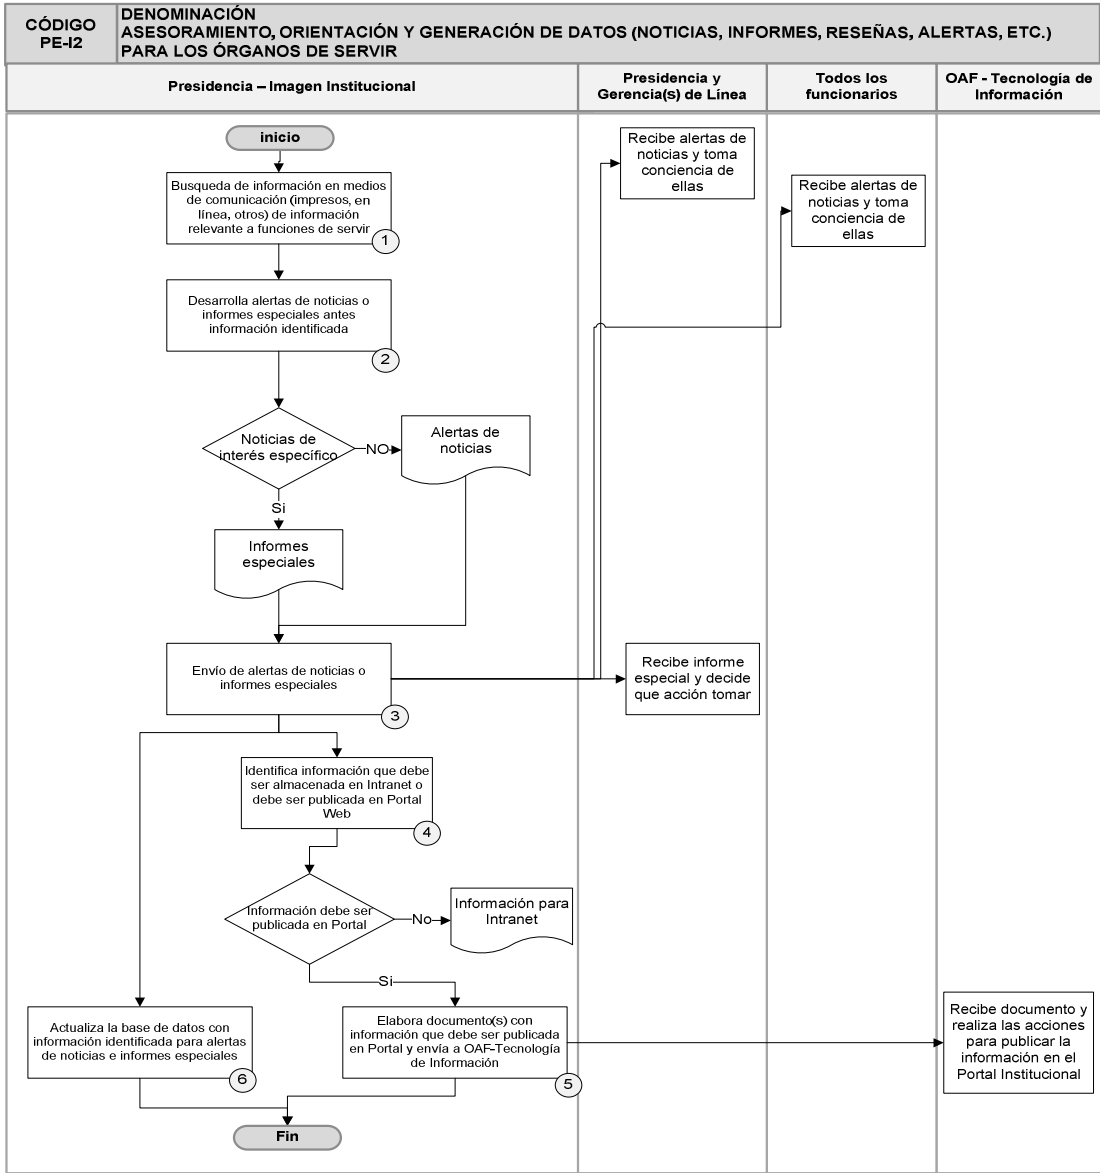 CÓDIGO
PE-I2
DENOMINACIÓN
ASESORAMIENTO, ORIENTACIÓN Y GENERACIÓN DE DATOS (NOTICIAS, INFORMES, RESEÑAS, ALERTAS, ETC.)
PARA LOS ÓRGANOS DE SERVIR
Presidencia – Imagen Institucional
Presidencia y
Gerencia(s) de Línea
Todos los
funcionarios
OAF - Tecnología de
Información
inicio
Busqueda de información en medios
de comunicación (impresos, en
línea, otros) de información
relevante a funciones de servir
1
Recibe alertas de
noticias y toma
conciencia de
ellas
Recibe alertas de
noticias y toma
conciencia de
ellas
Desarrolla alertas de noticias o
informes especiales antes
información identificada
2
Noticias de
interés específico
NO
Alertas de
noticias
Si
Informes
especiales
Envío de alertas de noticias o
informes especiales
3
Recibe informe
especial y decide
que acción tomar
Identifica información que debe
ser almacenada en Intranet o
debe ser publicada en Portal
Web
4
Información debe ser
publicada en Portal
No
Información para
Intranet
Si
Actualiza la base de datos con
información identificada para alertas
de noticias e informes especiales
6
Elabora documento(s) con
información que debe ser publicada
en Portal y envía a OAF-Tecnología
de Información
5
Recibe documento y
realiza las acciones
para publicar la
información en el
Portal Institucional
Fin